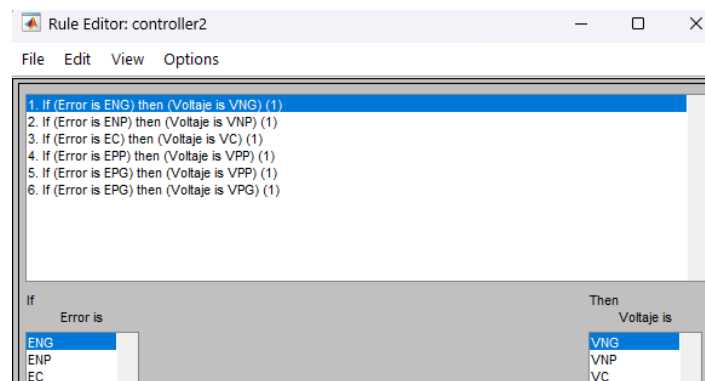 Rule Editor: controller2
File Edit View Options
1. If (Error is ENG) then (Voltaje is VNG) (1)
2. If (Error is ENP) then (Voltaje is VNP) (1)
3. If (Error is EC) then (Voltaje is VC) (1)
4. If (Error is EPP) then (Voltaje is VPP) (1)
5. If (Error is EPG) then (Voltaje is VPP) (1)
6. If (Error is EPG) then (Voltaje is VPG) (1)
If Then
Error is Voltaje is
ENG VNG
ENP VNP
EC VC